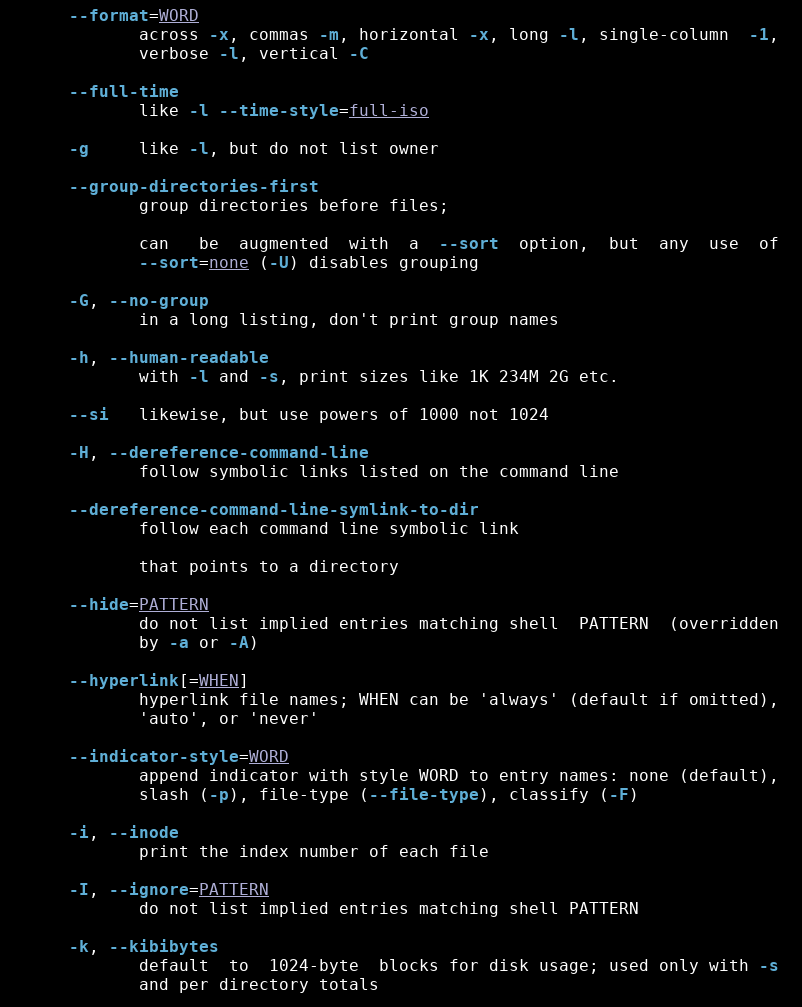 --format=WORD
across -x, commas -m, horizontal -x, long -l, single-column  -1,
verbose -l, vertical -C
--full-time
like -l --time-style=full-iso
-g     like -l, but do not list owner
--group-directories-first
group directories before files;
can   be  augmented  with  a  --sort  option,  but  any  use  of
--sort=none (-U) disables grouping
-G, --no-group
in a long listing, don't print group names
-h, --human-readable
with -l and -s, print sizes like 1K 234M 2G etc.
--si   likewise, but use powers of 1000 not 1024
-H, --dereference-command-line
follow symbolic links listed on the command line
--dereference-command-line-symlink-to-dir
follow each command line symbolic link
that points to a directory
--hide=PATTERN
do not list implied entries matching shell  PATTERN  (overridden
by -a or -A)
--hyperlink[=WHEN]
hyperlink file names; WHEN can be 'always' (default if omitted),
'auto', or 'never'
--indicator-style=WORD
append indicator with style WORD to entry names: none (default),
slash (-p), file-type (--file-type), classify (-F)
-i, --inode
print the index number of each file
-I, --ignore=PATTERN
do not list implied entries matching shell PATTERN
-k, --kibibytes
default  to  1024-byte  blocks for disk usage; used only with -s
and per directory totals